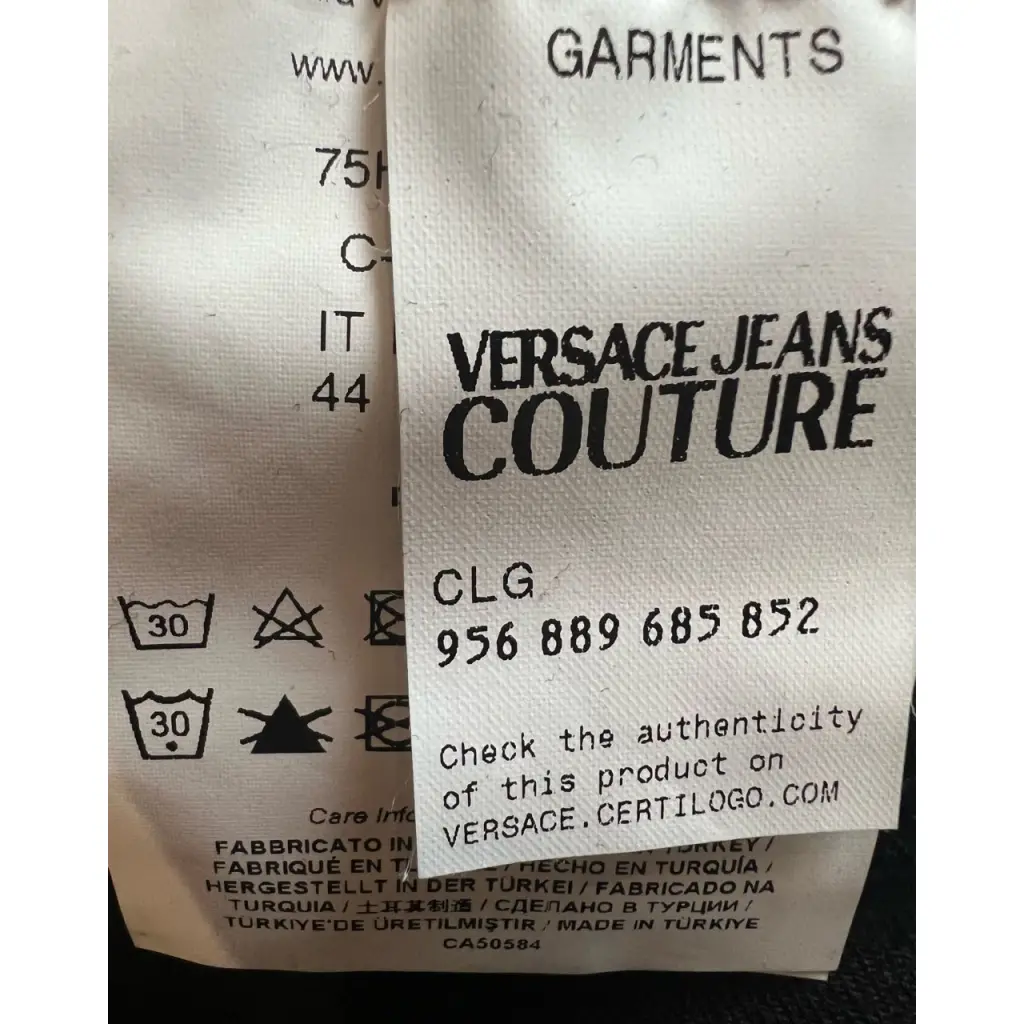 www.
GARMENTS
75H
C-
IT
44
VERSACE JEANS
COUTURE
CLG
956 889 685 852
30
30
Check the authenticity
of this product on
VERSACE.CERTILOGO.COM
Care Info
FABBRICATO IN
FABRIQUÉ EN T / HECHO EN TURQUÍA /
HERGESTELLT IN DER TÜRKEI / FABRICADO NA
TURQUIA / 土耳其制造 / СДЕЛАНО В ТУРЦИИ /
TÜRKIYE'DE ÜRETILMIŞTIR / MADE IN TÜRKIYE
CA50584